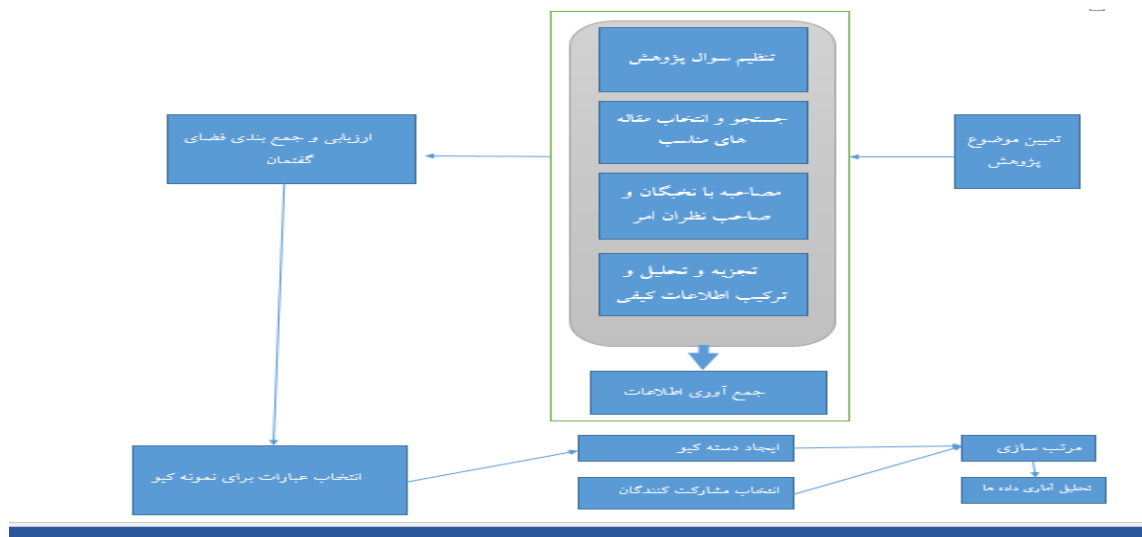 تعیین موضوع
پژوهش
تنظیم سوال پژوهش
جستجو و انتخاب مقاله
های مناسب
مصاحبه با نخبگان و
صاحب نظران امر
تجزیه و تحلیل و
ترکیب اطلاعات کیفی
جمع آوری اطلاعات
ارزیابی و جمع بندی فضای
گفتمان
انتخاب عبارات برای نمونه کیو
ایجاد دسته کیو
انتخاب مشارکت کنندگان
مرتب سازی
تحلیل آماری داده ها